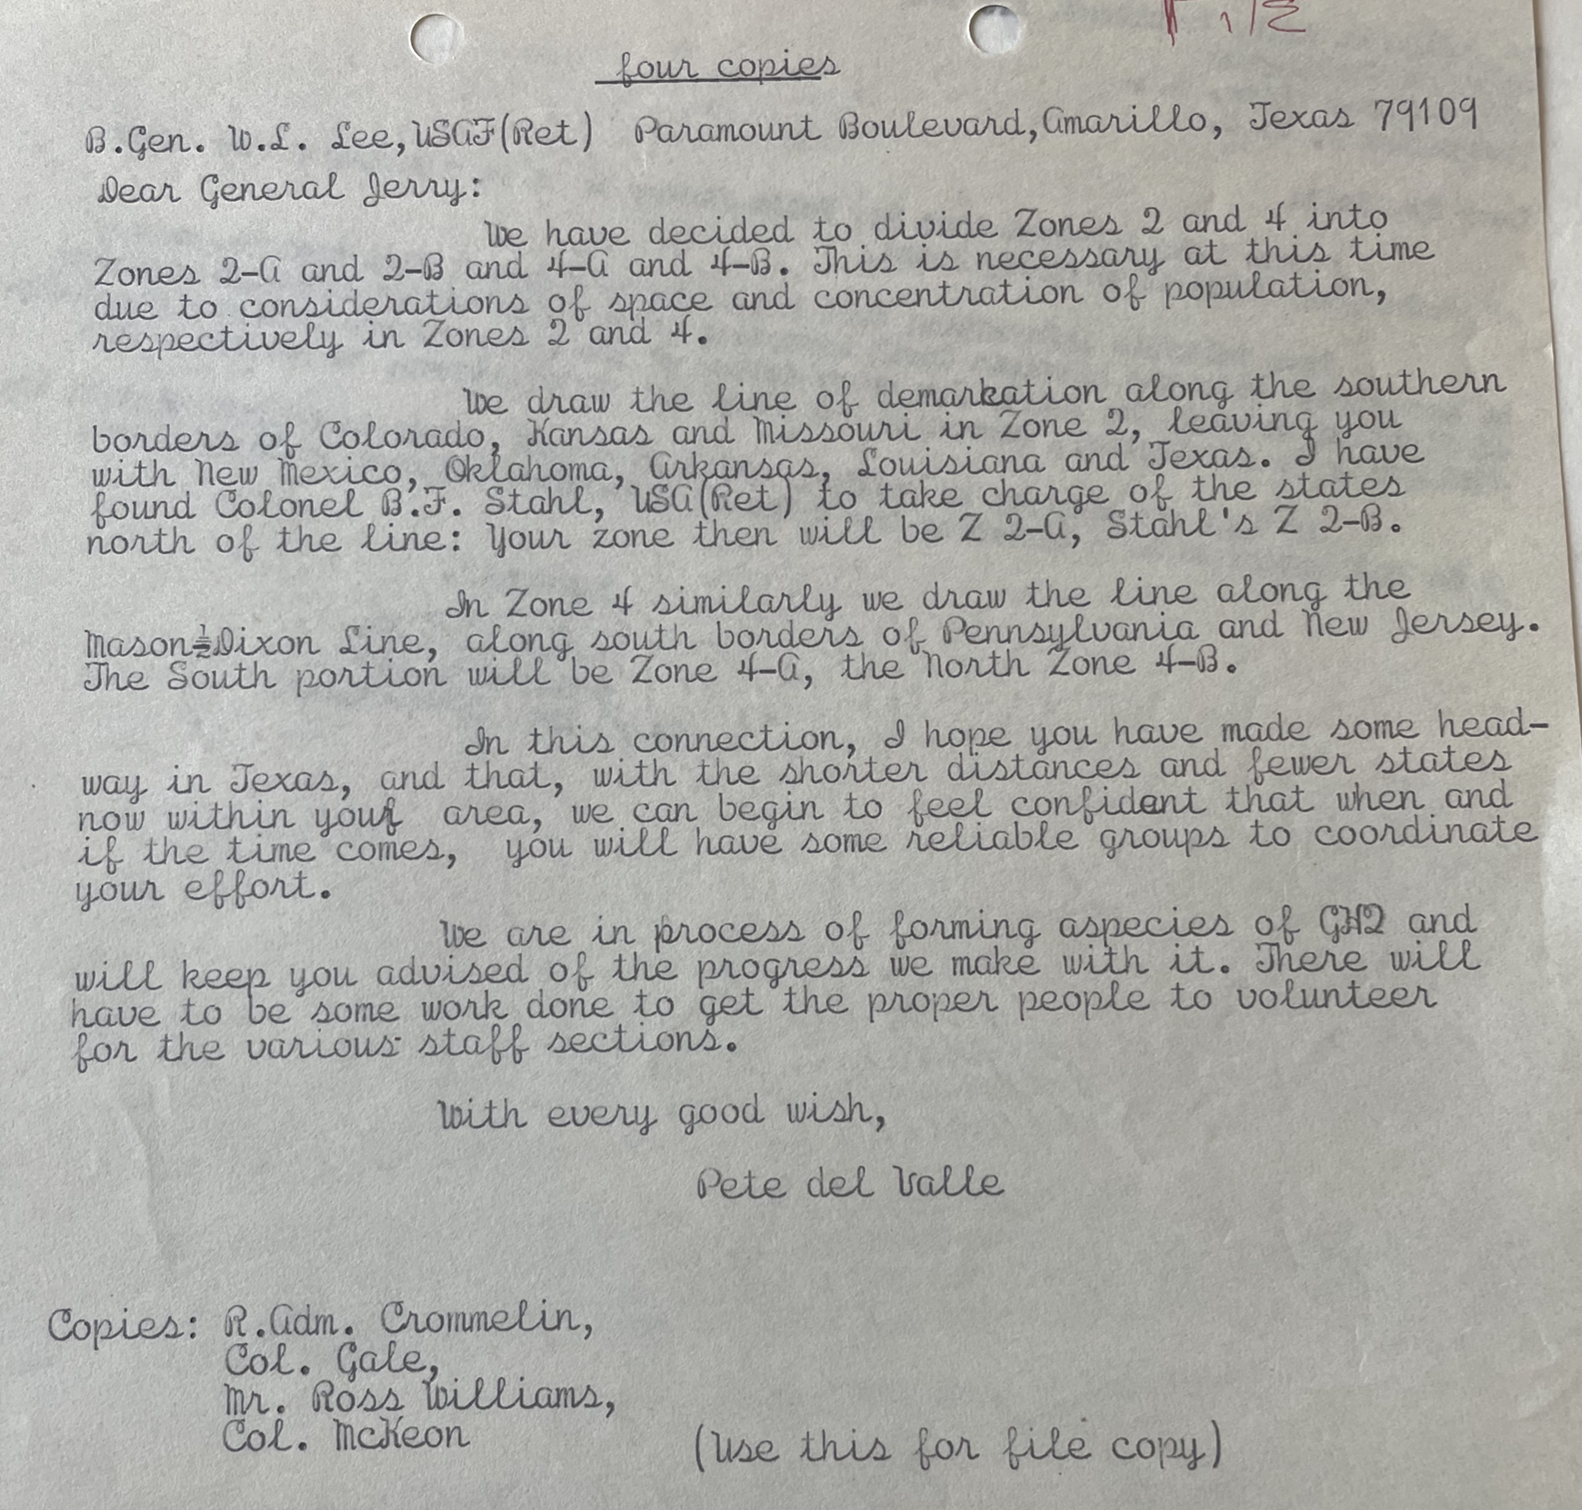 File
four copies
B.Gen. W.L. Lee,USAF(Ret) Paramount Boulevard,Amarillo, Texas 79109
Dear General Jerry:
We have decided to divide Zones 2 and 4 into
Zones 2-A and 2-B and 4-A and 4-B. This is necessary at this time
due to considerations of space and concentration of population,
respectively in Zones 2 and 4.
We draw the line of demarkation along the southern
borders of Colorado, Kansas and Missouri in Zone 2, leaving you
with New Mexico, Oklahoma, Arkansas, Louisiana and Texas. I have
found Colonel B.F. Stahl, USA(Ret) to take charge of the states
north of the line: Your zone then will be Z 2-A, Stahl's Z 2-B.
In Zone 4 similarly we draw the line along the
Mason-Dixon Line, along south borders of Pennsylvania and New Jersey.
The South portion will be Zone 4-A, the North Zone 4-B.
In this connection, I hope you have made some head-
way in Texas, and that, with the shorter distances and fewer states
now within your area, we can begin to feel confident that when and
if the time comes, you will have some reliable groups to coordinate
your effort.
We are in process of forming aspecies of GHQ and
will keep you advised of the progress we make with it. There will
have to be some work done to get the proper people to volunteer
for the various staff sections.
With every good wish,
Pete del Valle
Copies: R.Adm. Crommelin,
Col. Gale,
Mr. Ross Williams,
Col. McKeon
(Use this for file copy)